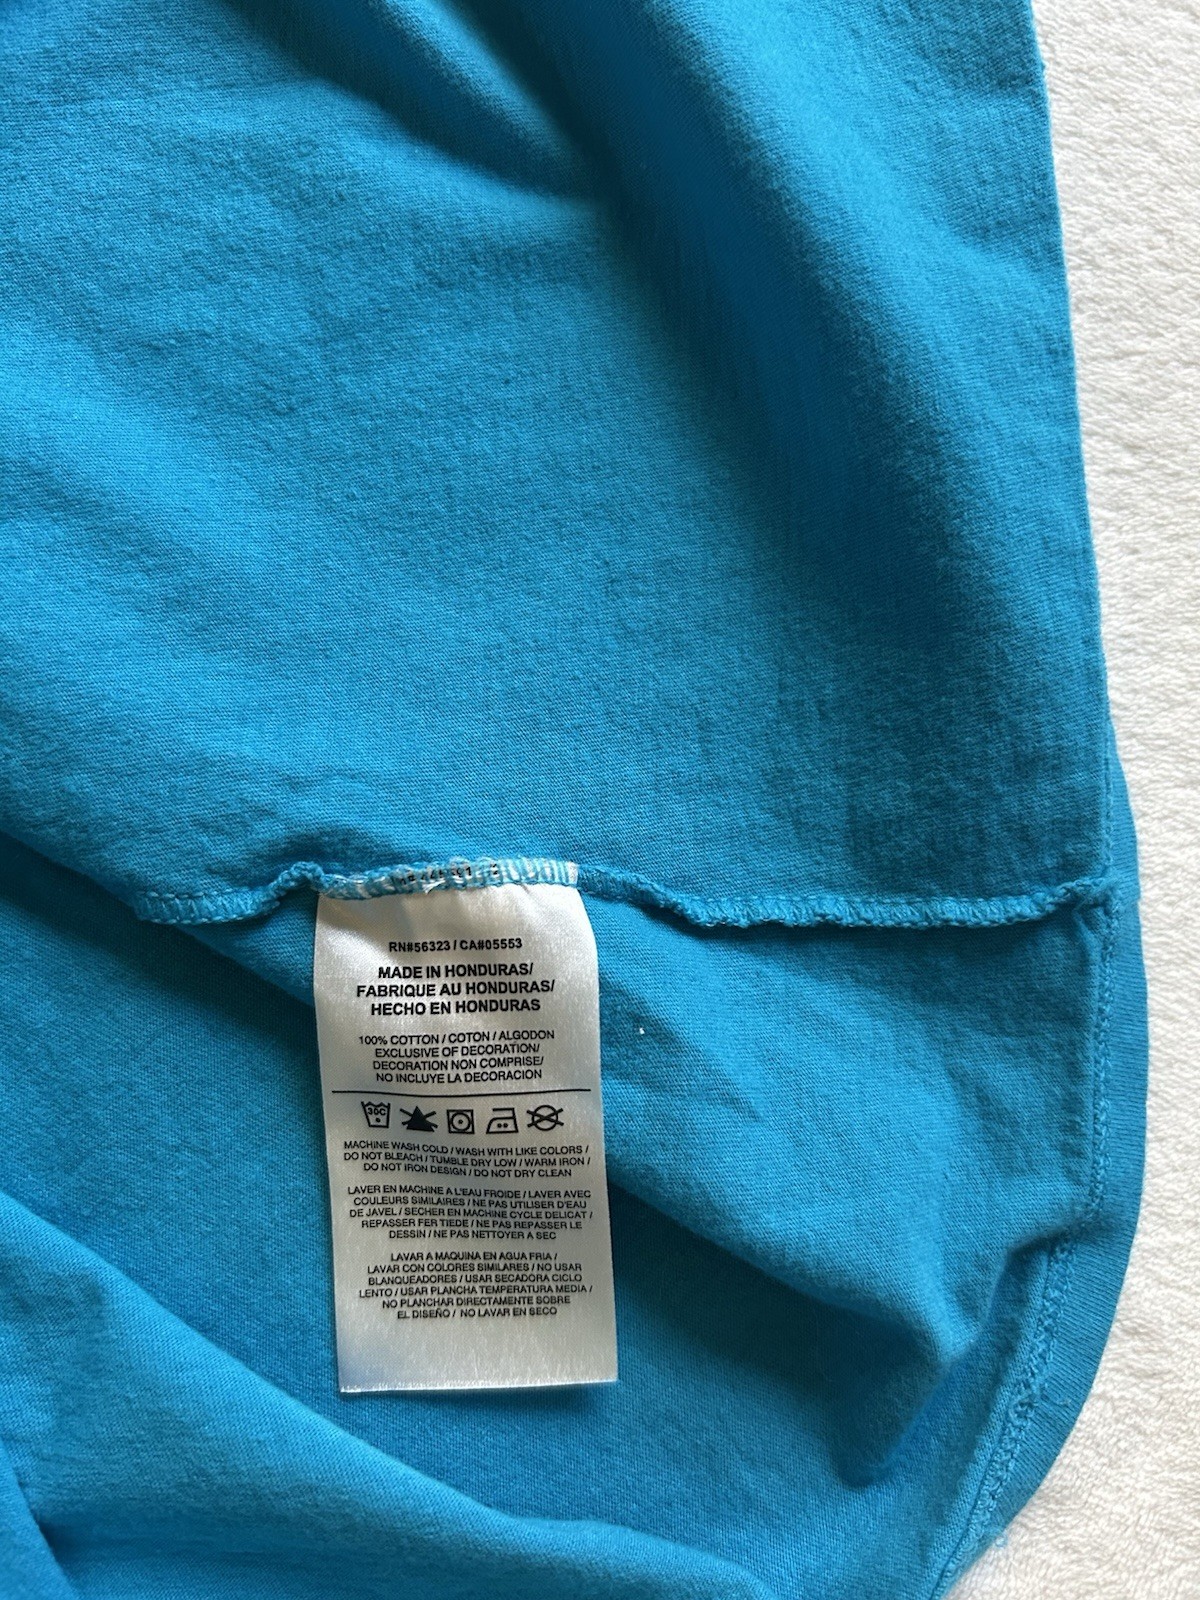 RN#56323 / CA#05553
MADE IN HONDURAS/
FABRIQUE AU HONDURAS/
HECHO EN HONDURAS
100% COTTON / COTON / ALGODON
EXCLUSIVE OF DECORATION/
DECORATION NON COMPRISE/
NO INCLUYE LA DECORACION
30C
MACHINE WASH COLD / WASH WITH LIKE COLORS /
DO NOT BLEACH / TUMBLE DRY LOW / WARM IRON /
DO NOT IRON DESIGN / DO NOT DRY CLEAN
LAVER EN MACHINE A L'EAU FROIDE / LAVER AVEC
COULEURS SIMILAIRES / NE PAS UTILISER D'EAU
DE JAVEL / SECHER EN MACHINE CYCLE DELICAT /
REPASSER FER TIEDE / NE PAS REPASSER LE
DESSIN / NE PAS NETTOYER A SEC
LAVAR A MAQUINA EN AGUA FRIA /
LAVAR CON COLORES SIMILARES / NO USAR
BLANQUEADORES / USAR SECADORA CICLO
LENTO / USAR PLANCHA TEMPERATURA MEDIA /
NO PLANCHAR DIRECTAMENTE SOBRE
EL DISEÑO / NO LAVAR EN SECO